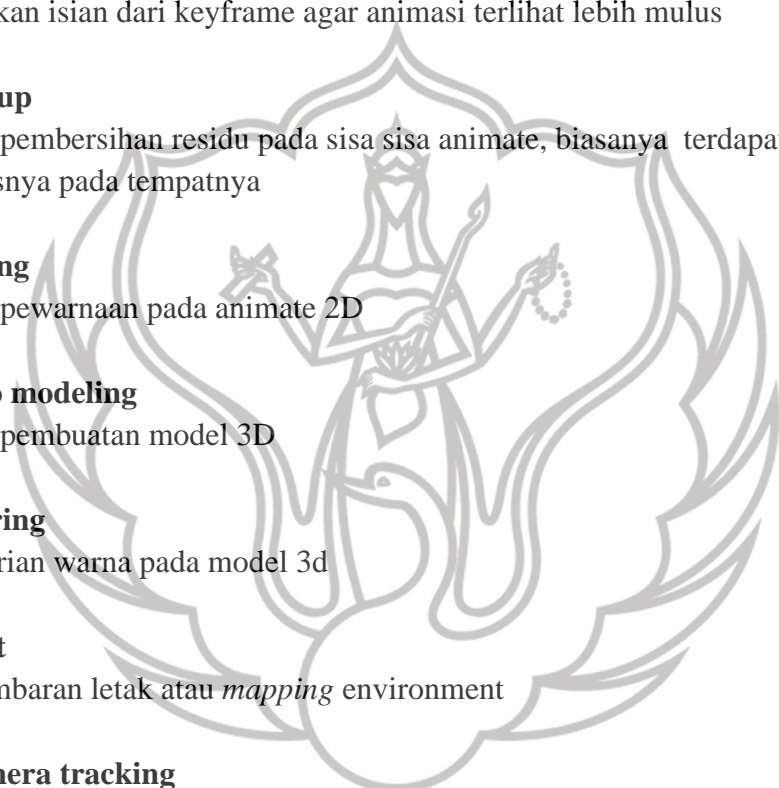 kan isian dari keyframe agar animasi terlihat lebih mulus
up
pembersihan residu pada sisa sisa animate, biasanya terdapa
snya pada tempatnya
ng
pewarnaan pada animate 2D
modeling
pembuatan model 3D
ring
rian warna pada model 3d
t
mbaran letak atau mapping environment
nera tracking